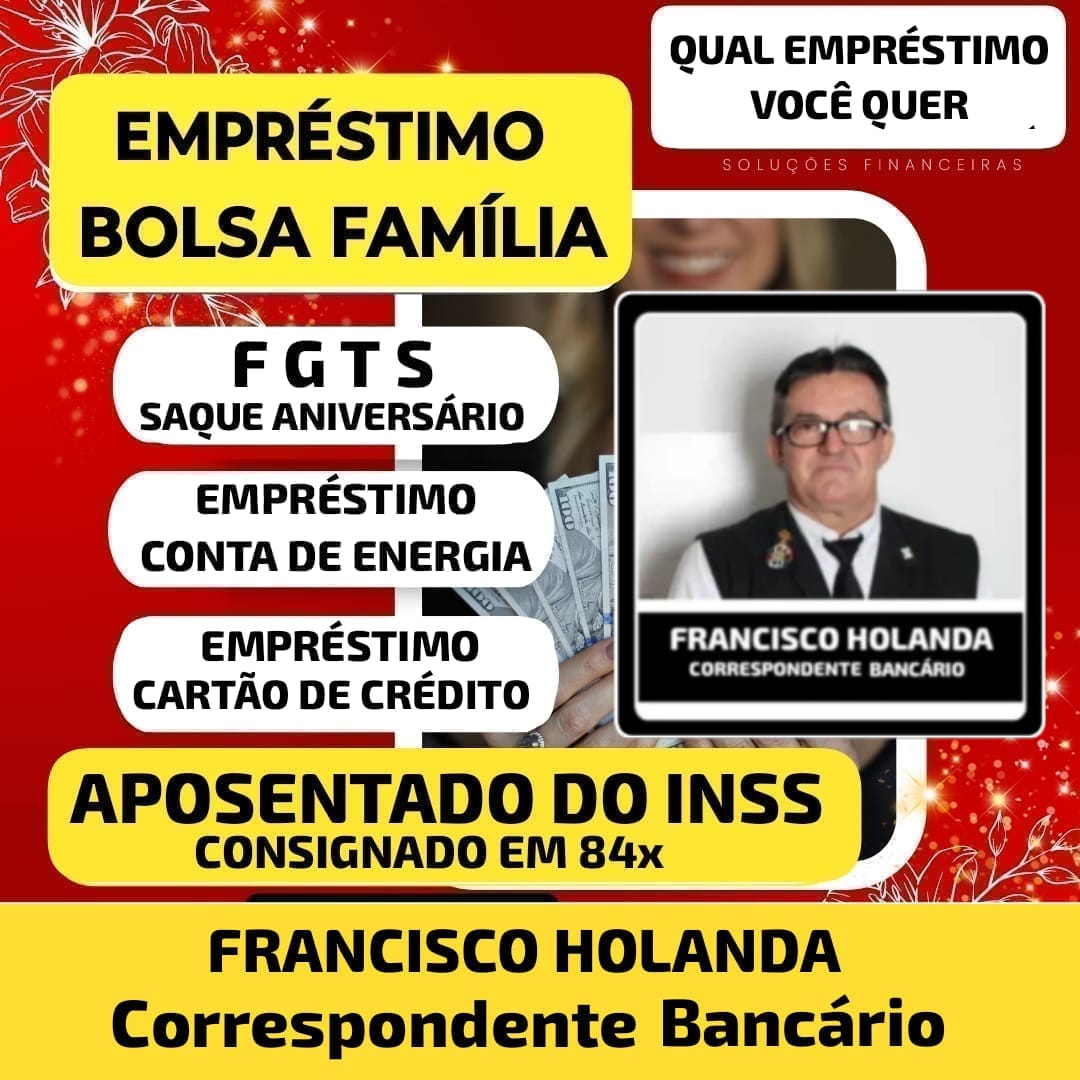 QUAL EMPRÉSTIMO
VOCÊ QUER
SOLUÇÕES FINANCEIRAS
EMPRÉSTIMO
BOLSA FAMÍLIA
F G T S
SAQUE ANIVERSÁRIO
EMPRÉSTIMO
CONTA DE ENERGIA
EMPRÉSTIMO
CARTÃO DE CRÉDITO
FRANCISCO HOLANDA
CORRESPONDENTE BANCÁRIO
APOSENTADO DO INSS
CONSIGNADO EM 84x
FRANCISCO HOLANDA
Correspondente Bancário